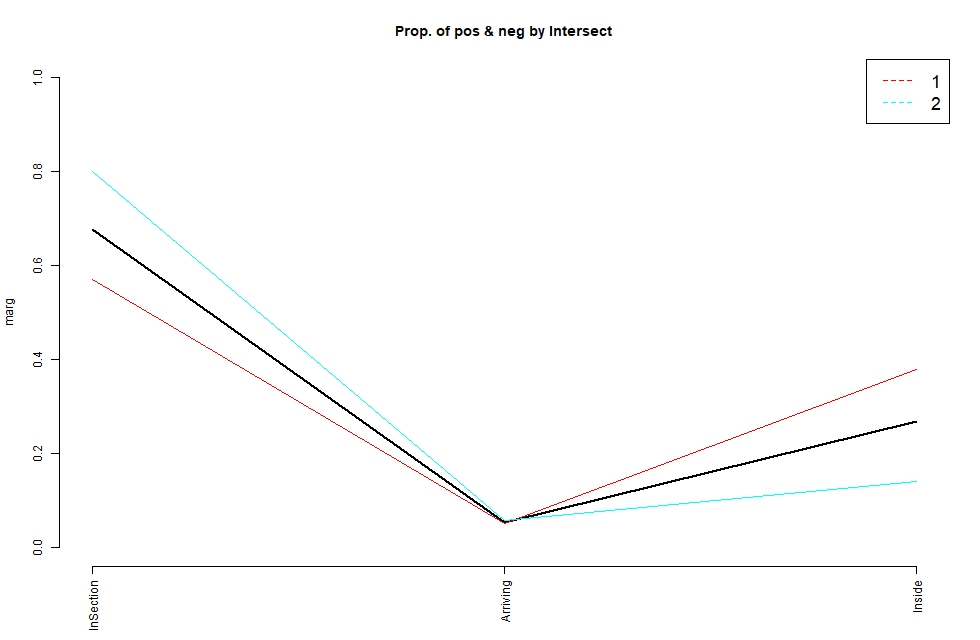 Prop. of pos & neg by Intersect
1
2
1.0
0.8
0.6
0.4
0.2
0.0
marg
InSection
Arriving
Inside